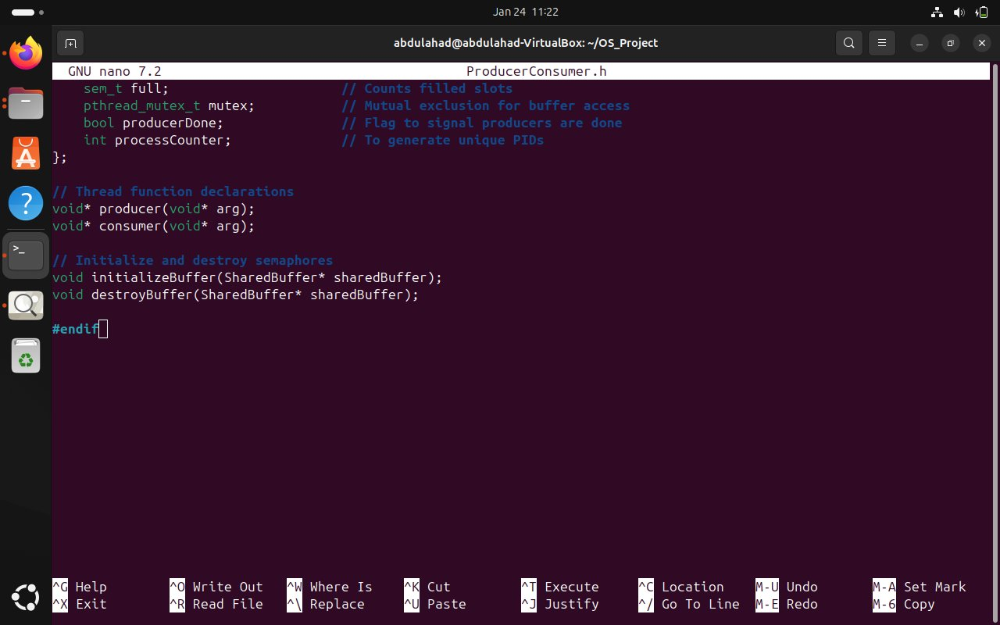 Jan 24 11:22
abdulahad@abdulahad-VirtualBox: ~/OS_Project
GNU nano 7.2 ProducerConsumer.h
sem_t full; // Counts filled slots
pthread_mutex_t mutex; // Mutual exclusion for buffer access
bool producerDone; // Flag to signal producers are done
int processCounter; // To generate unique PIDs
};
// Thread function declarations
void* producer(void* arg);
void* consumer(void* arg);
// Initialize and destroy semaphores
void initializeBuffer(SharedBuffer* sharedBuffer);
void destroyBuffer(SharedBuffer* sharedBuffer);
#endif
^G Help ^O Write Out ^W Where Is ^K Cut ^T Execute ^C Location M-U Undo M-A Set Mark
^X Exit ^R Read File ^\ Replace ^U Paste ^J Justify ^/ Go To Line M-E Redo M-6 Copy